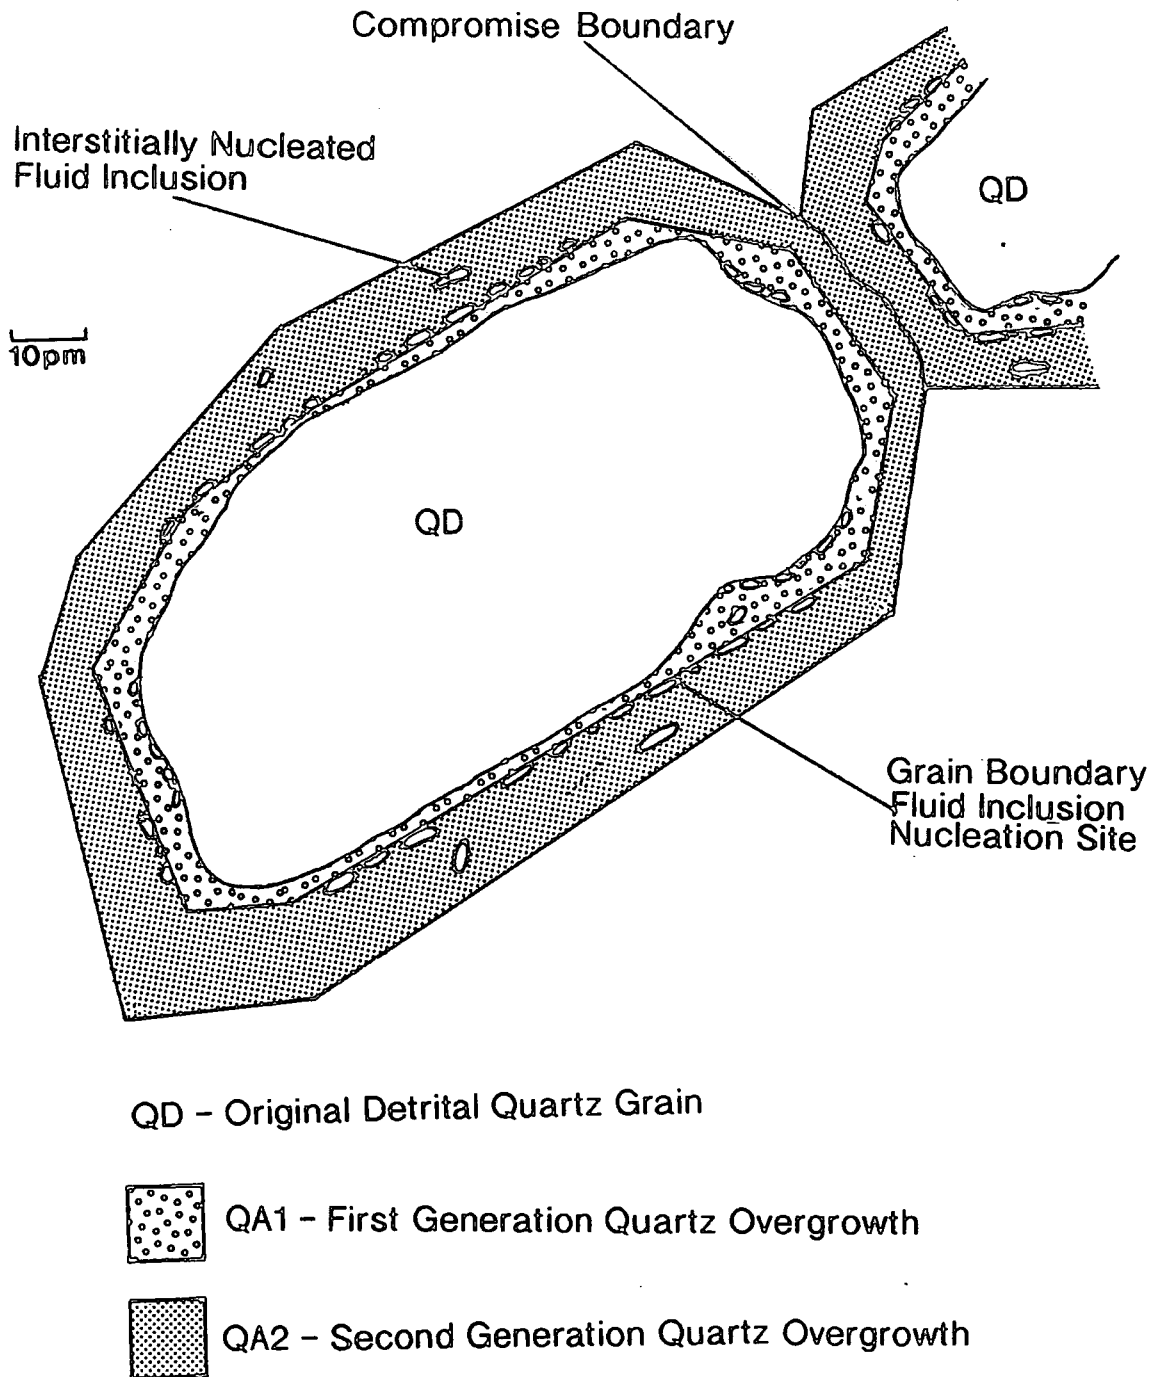 Compromise Boundary
Interstitially Nucleated
Fluid Inclusion
QD
10pm
QD
Grain Boundary
Fluid Inclusion
Nucleation Site
QD - Original Detrital Quartz Grain
QA1 - First Generation Quartz Overgrowth
QA2 - Second Generation Quartz Overgrowth